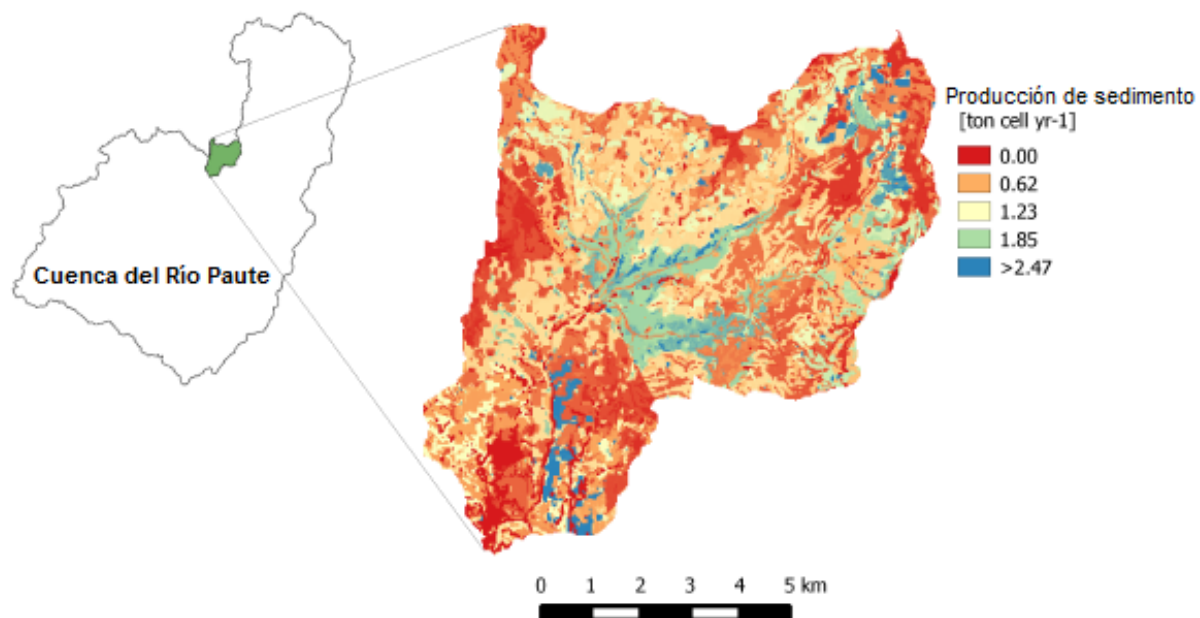 Cuenca del Río Paute
Producción de sedimento
[ton cell yr-1]
0.00
0.62
1.23
1.85
>2.47
0 1 2 3 4 5 km